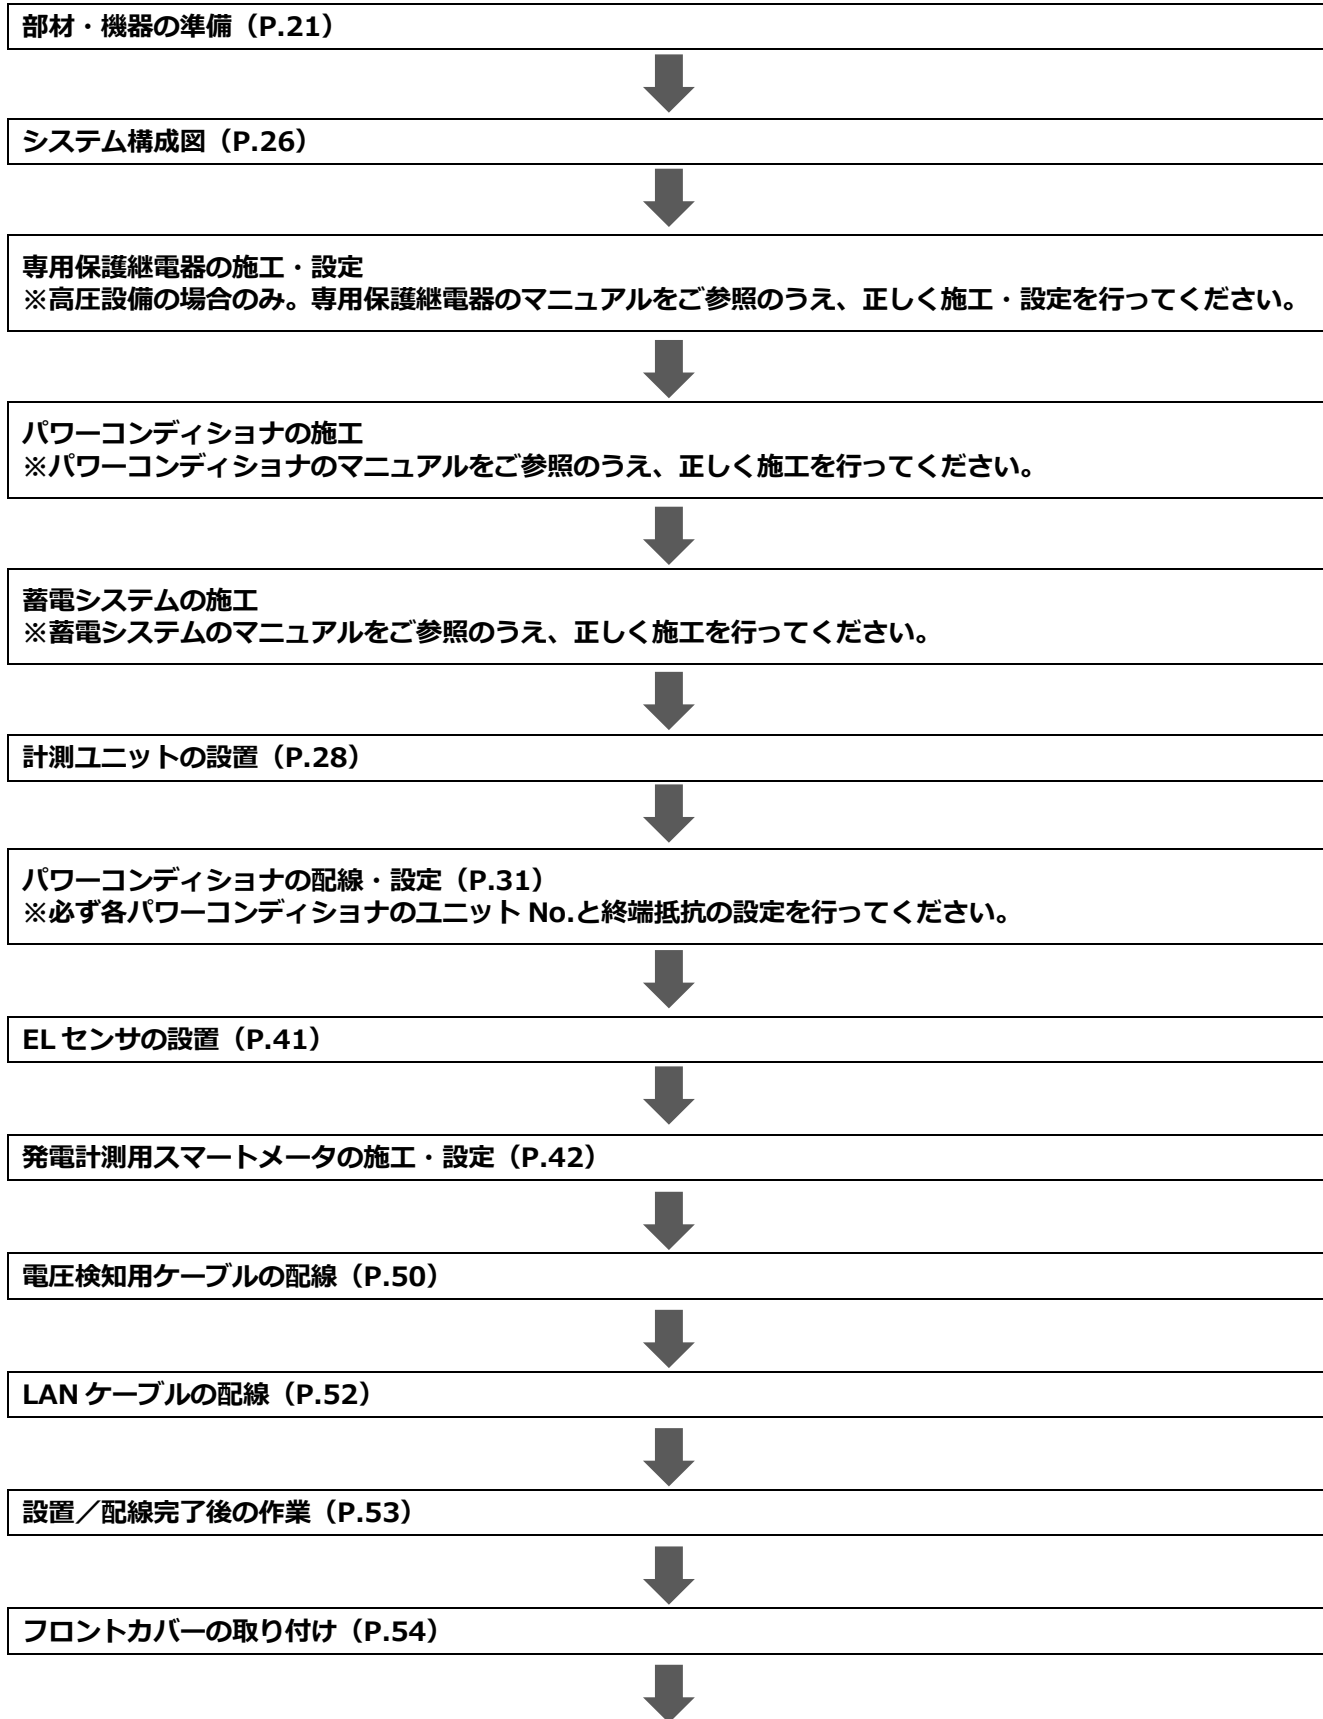 部材・機器の準備（P.21）
システム構成図（P.26）
専用保護継電器の施工・設定
※高圧設備の場合のみ。専用保護継電器のマニュアルをご参照のうえ、正しく施工・設定を行ってください。
パワーコンディショナの施工
※パワーコンディショナのマニュアルをご参照のうえ、正しく施工を行ってください。
蓄電システムの施工
※蓄電システムのマニュアルをご参照のうえ、正しく施工を行ってください。
計測ユニットの設置（P.28）
パワーコンディショナの配線・設定（P.31）
※必ず各パワーコンディショナのユニット No.と終端抵抗の設定を行ってください。
EL センサの設置（P.41）
発電計測用スマートメータの施工・設定（P.42）
電圧検知用ケーブルの配線（P.50）
LAN ケーブルの配線（P.52）
設置／配線完了後の作業（P.53）
フロントカバーの取り付け（P.54）